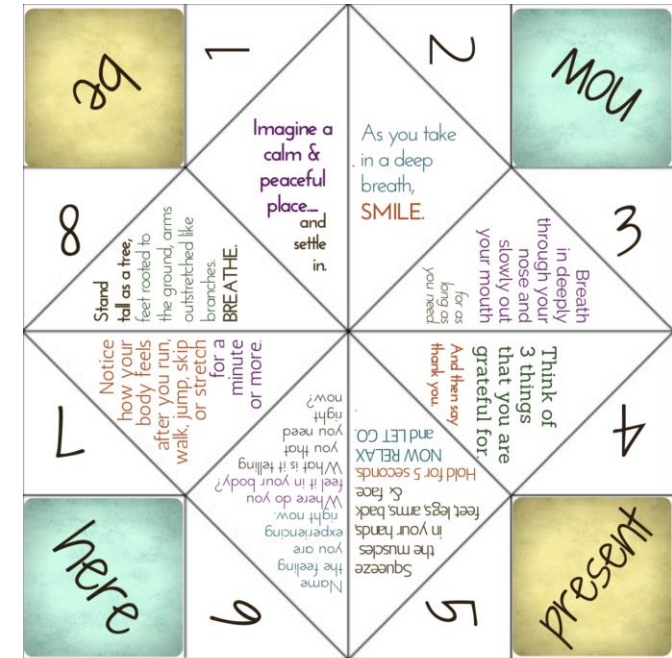 be
1
2
now
Imagine a
calm &
peaceful
place...
and
settle
in.
As you take
in a deep
breath,
SMILE.
3
Breath
in deeply
through your
nose and
slowly out
your mouth
for as
long as
you need
4
Think of
3 things
that you are
grateful for.
And then say
thank you.
present
5
Squeeze
the muscles
in your hands,
feet, legs, arms, back
& face.
Hold for 5 seconds.
NOW RELAX
and LET GO.
6
Name
the feeling
you are
experiencing
right now.
Where do you
feel it in your body?
What is it telling
you that
you need
right
now?
here
7
Notice
how your
body feels
after you run,
walk, jump, skip
or stretch
for a
minute
or more.
8
Stand
tall as a tree,
feet rooted to
the ground, arms
outstretched like
branches.
BREATHE.